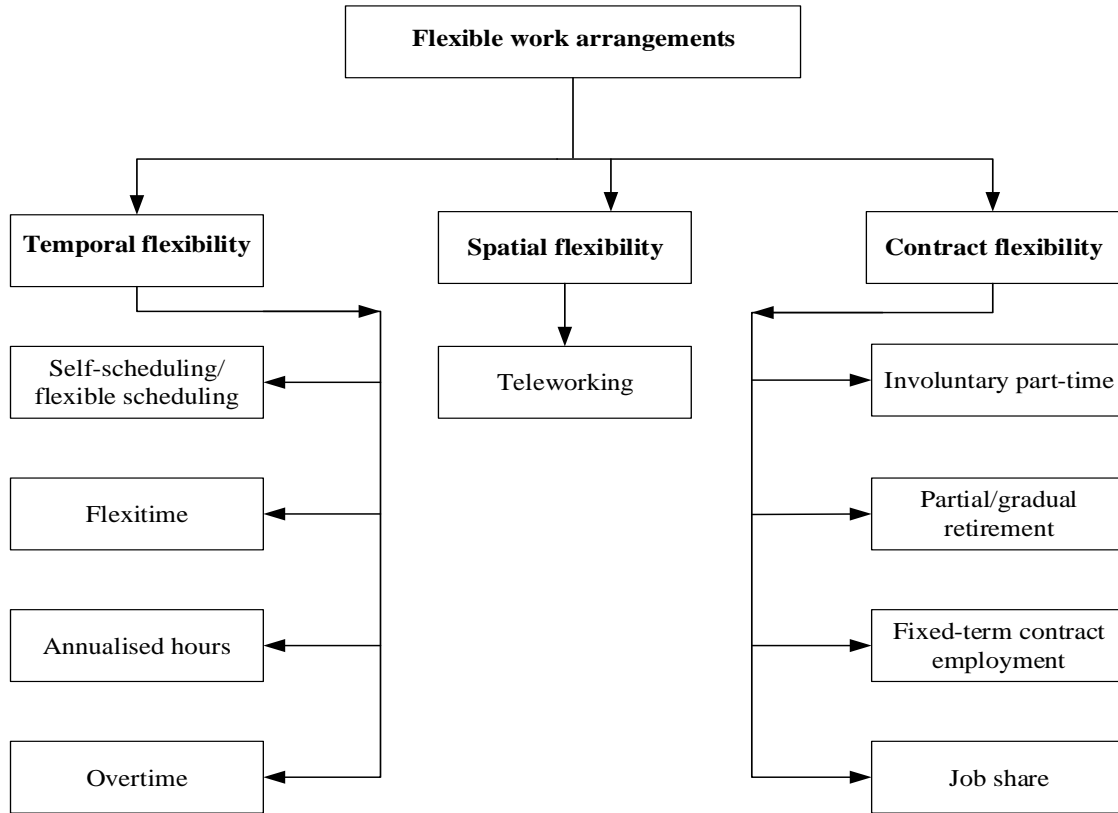 Flexible work arrangements
Temporal flexibility
Spatial flexibility
Contract flexibility
Self-scheduling/
flexible scheduling
Teleworking
Involuntary part-time
Flexitime
Partial/gradual
retirement
Annualised hours
Fixed-term contract
employment
Overtime
Job share